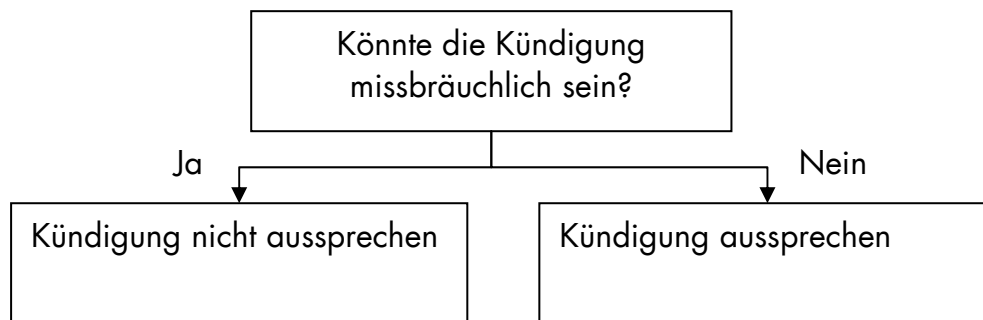 Könnte die Kündigung
missbräuchlich sein?
Ja
Nein
Kündigung nicht aussprechen
Kündigung aussprechen